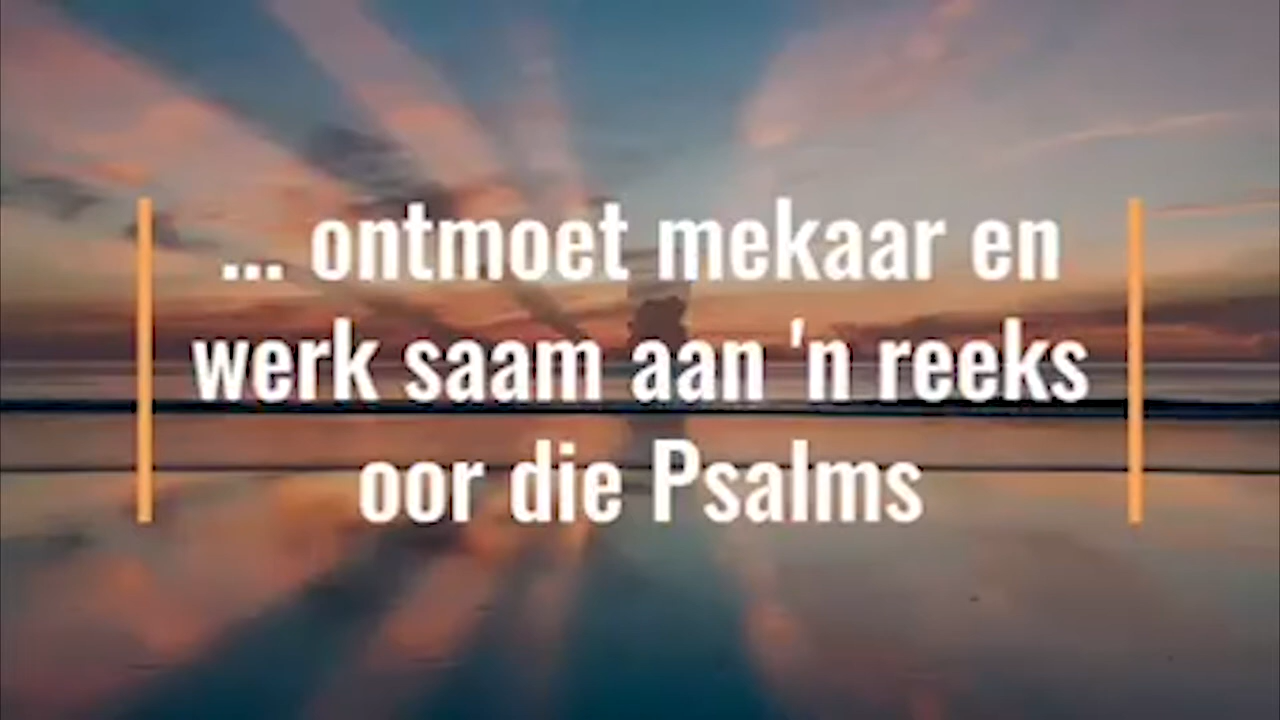 ... ontmoet mekaar en
werk saam aan 'n reeks
oor die Psalms